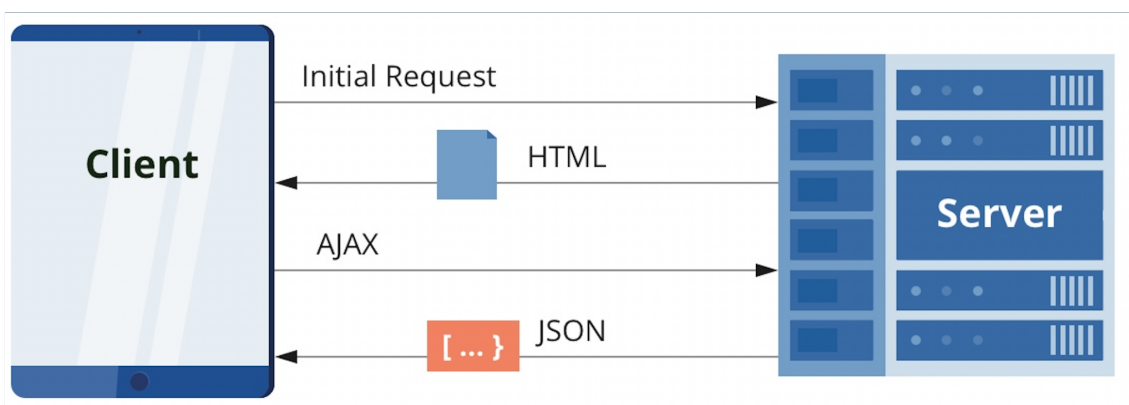 Initial Request
Client
HTML
Server
AJAX
JSON
[ ... }